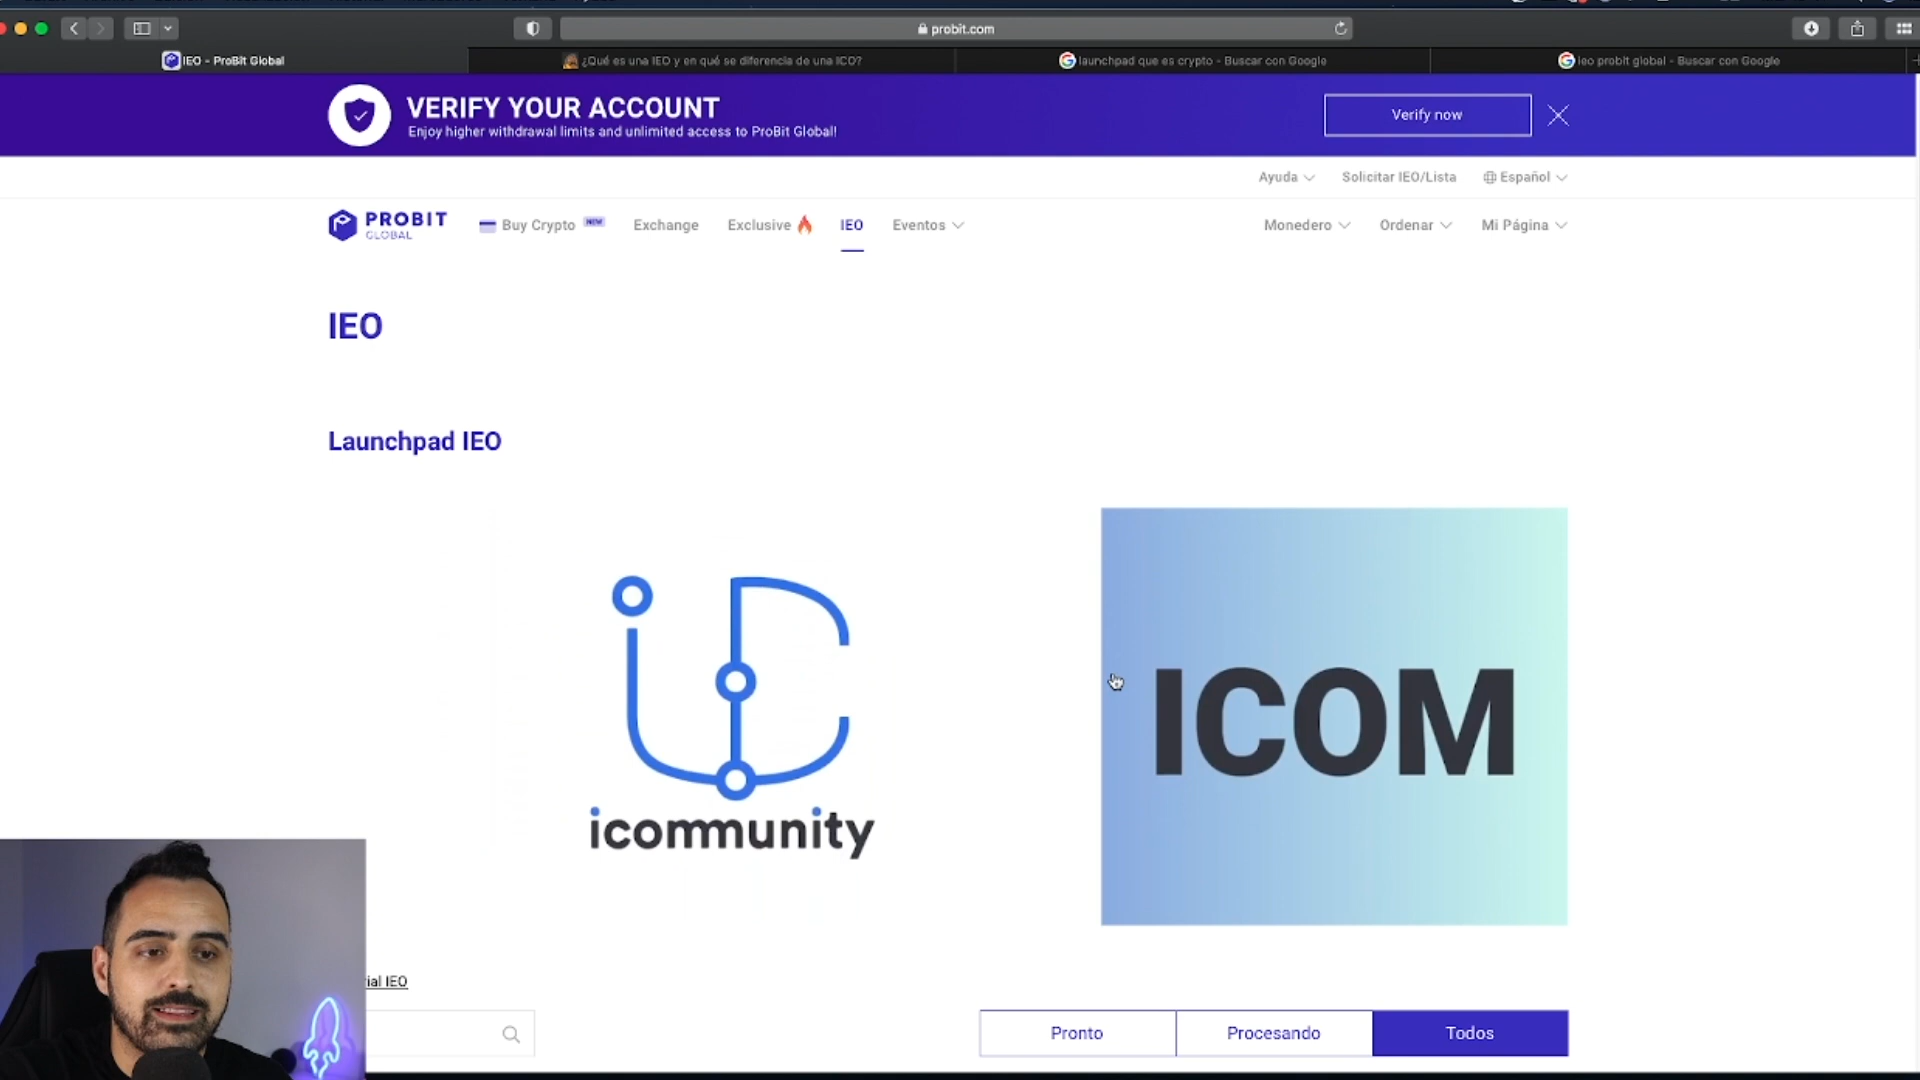 probit.com
IEO - ProBit Global
¿Qué es una IEO y en qué se diferencia de una ICO?
launchpad que es crypto - Buscar con Google
ieo probit global - Buscar con Google
VERIFY YOUR ACCOUNT
Enjoy higher withdrawal limits and unlimited access to ProBit Global!
Verify now
Ayuda
Solicitar IEO/Lista
Español
PROBIT
GLOBAL
Buy Crypto
NEW
Exchange
Exclusive
IEO
Eventos
Monedero
Ordenar
Mi Página
IEO
Launchpad IEO
icommunity
ICOM
rial IEO
Pronto
Procesando
Todos